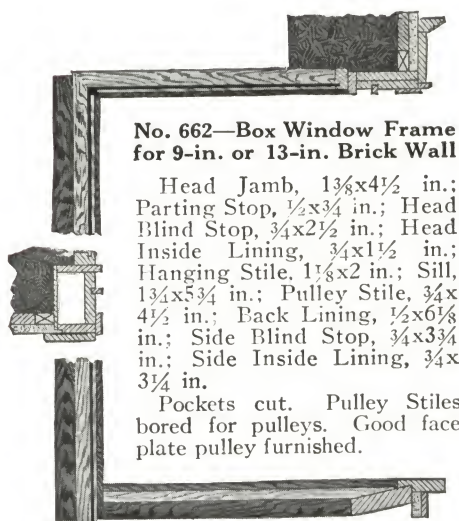 No. 662—Box Window Frame
for 9-in. or 13-in. Brick Wall
Head Jamb, 1⅜x4½ in.;
Parting Stop, ½x¾ in.; Head
Blind Stop, ¾x2½ in.; Head
Inside Lining, ¾x1½ in.;
Hanging Stile, 1⅛x2 in.; Sill,
1¾x5¾ in.; Pulley Stile, ¾x
4½ in.; Back Lining, ½x6⅛
in.; Side Blind Stop, ¾x3¾
in.; Side Inside Lining, ¾x
3¼ in.
Pockets cut. Pulley Stiles
bored for pulleys. Good face
plate pulley furnished.